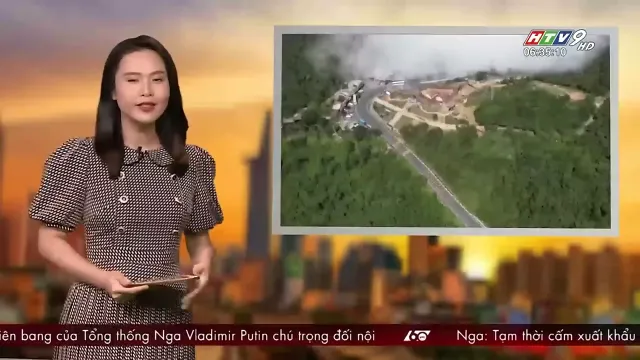 HTV9 HD
06:35:10
iên bang của Tổng thống Nga Vladimir Putin chú trọng đối nội 60 Nga: Tạm thời cấm xuất khẩu